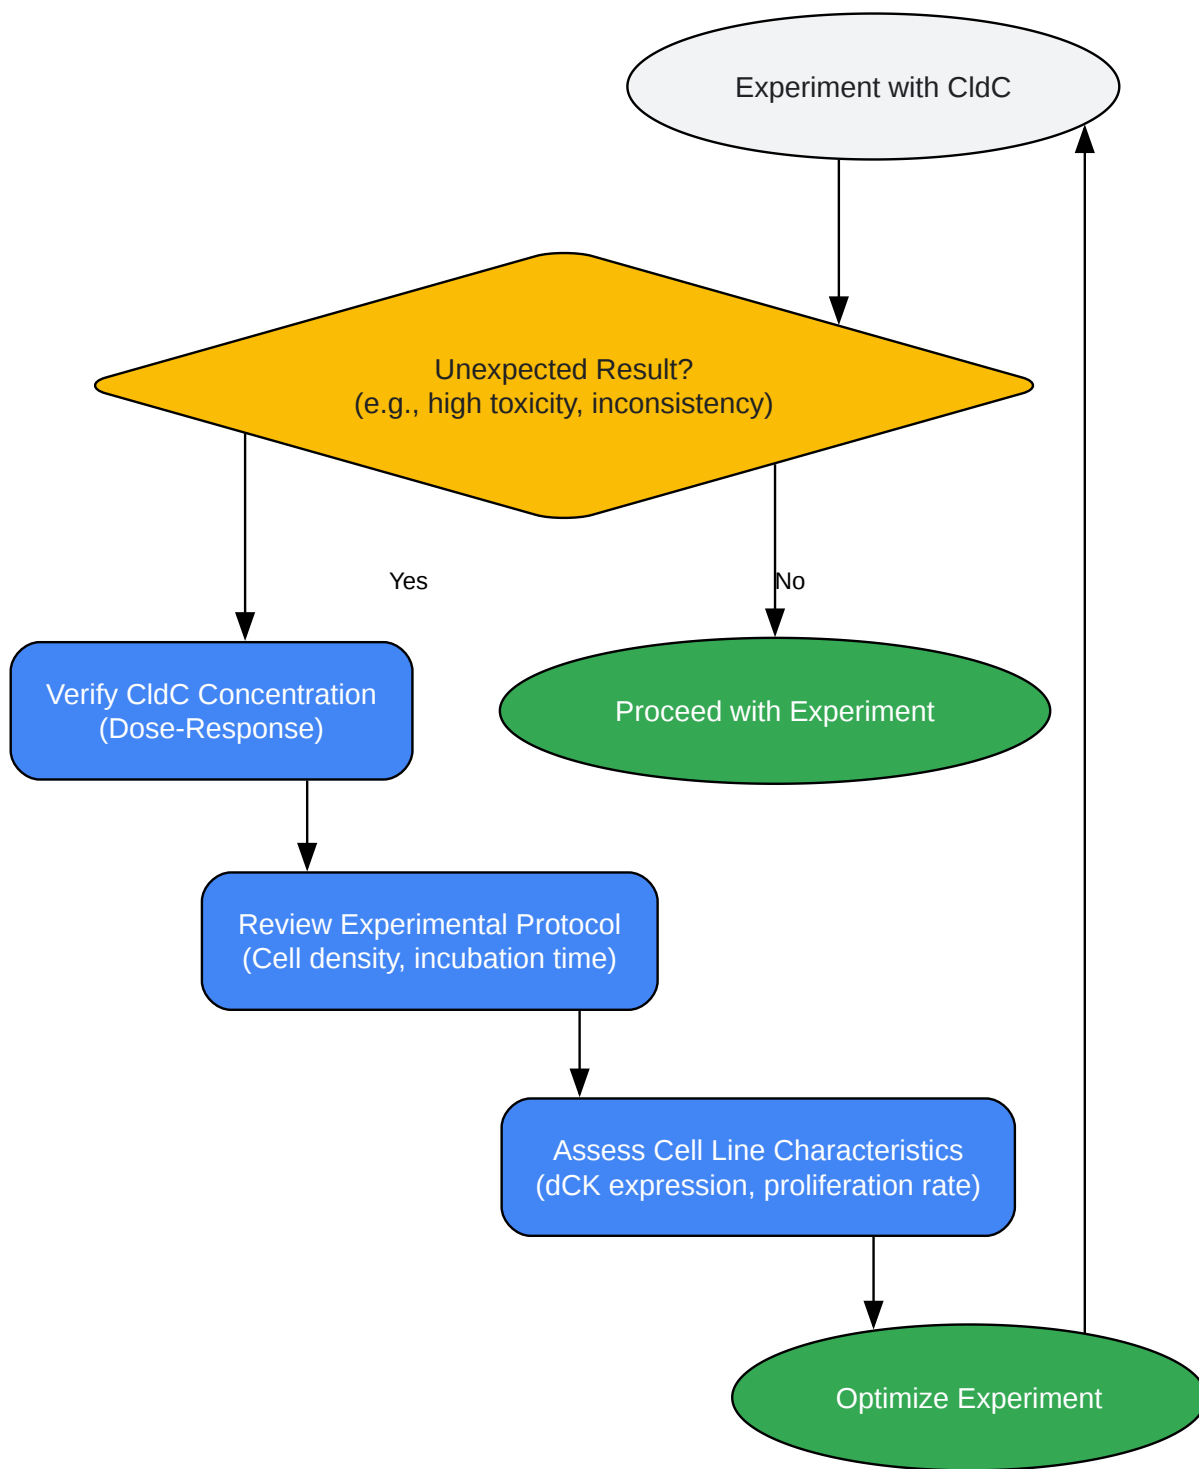 Experiment with CldC
Unexpected Result?
(e.g., high toxicity, inconsistency)
Yes
No
Verify CldC Concentration
(Dose-Response)
Proceed with Experiment
Review Experimental Protocol
(Cell density, incubation time)
Assess Cell Line Characteristics
(dCK expression, proliferation rate)
Optimize Experiment